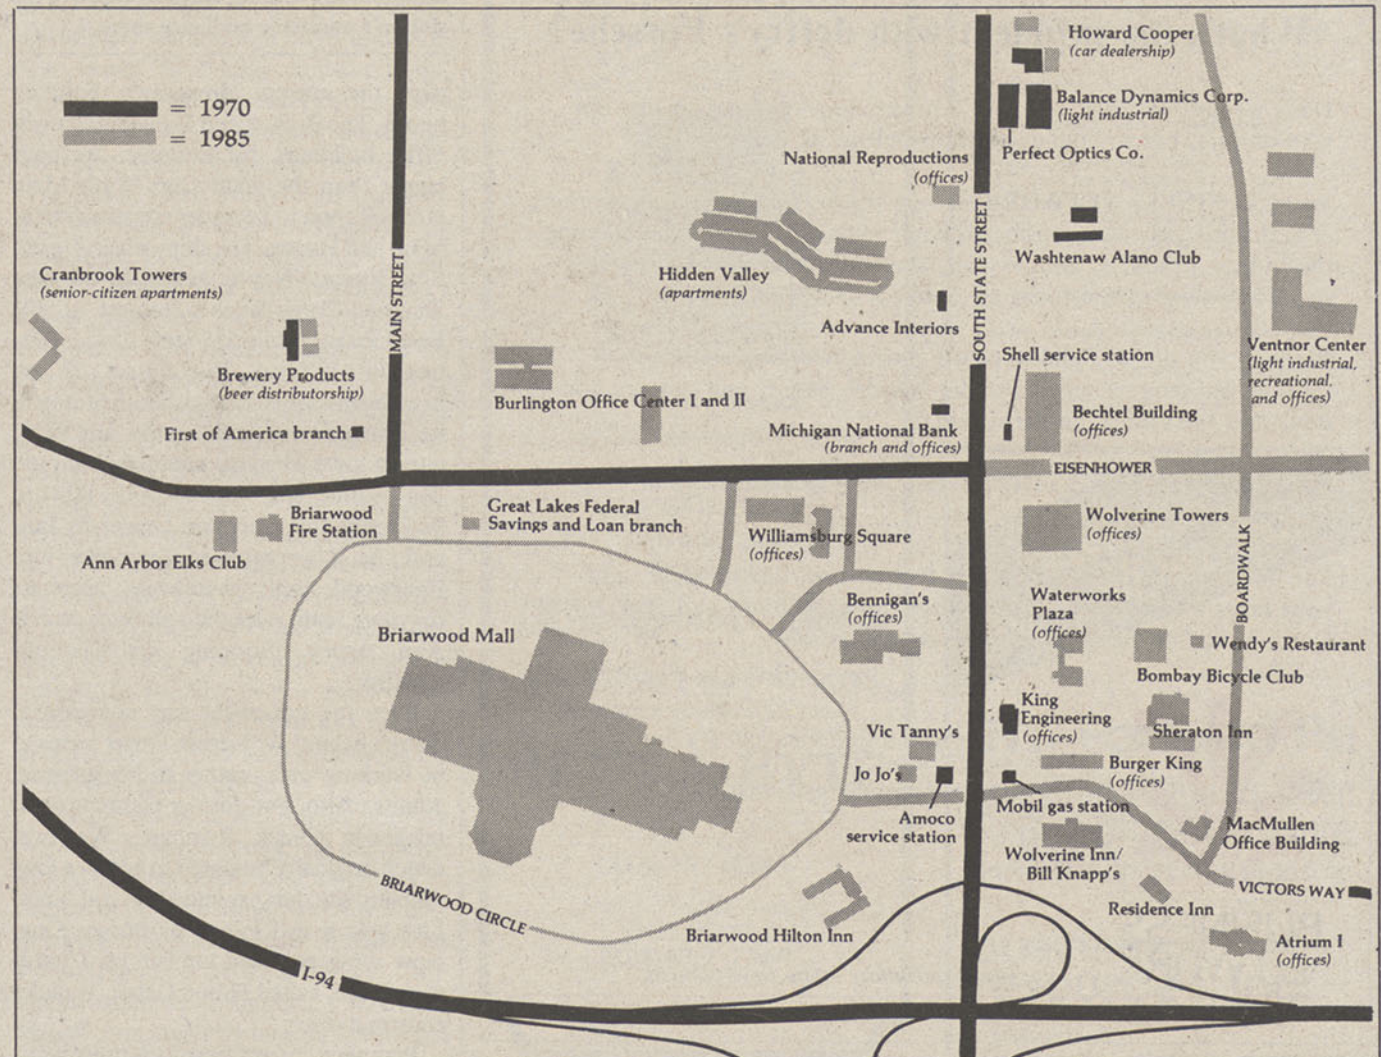 = 1970
= 1985
Howard Cooper
(car dealership)
Balance Dynamics Corp.
(light industrial)
Perfect Optics Co.
National Reproductions
(offices)
Washtenaw Alano Club
Cranbrook Towers
(senior-citizen apartments)
MAIN STREET
Hidden Valley
(apartments)
SOUTH STATE STREET
Advance Interiors
Shell service station
Ventnor Center
(light industrial,
recreational,
and offices)
Brewery Products
(beer distributorship)
Burlington Office Center I and II
Bechtel Building
(offices)
First of America branch
Michigan National Bank
(branch and offices)
EISENHOWER
Briarwood
Fire Station
Great Lakes Federal
Savings and Loan branch
Williamsburg Square
(offices)
Wolverine Towers
(offices)
Ann Arbor Elks Club
BOARDWALK
Bennigan's
(offices)
Waterworks
Plaza
(offices)
Briarwood Mall
Wendy's Restaurant
Bombay Bicycle Club
King
Engineering
(offices)
Sheraton Inn
Vic Tanny's
Jo Jo's
Burger King
(offices)
Amoco
service station
Mobil gas station
MacMullen
Office Building
Wolverine Inn/
Bill Knapp's
BRIARWOOD CIRCLE
VICTORS WAY
Residence Inn
Briarwood Hilton Inn
Atrium I
(offices)
I-94